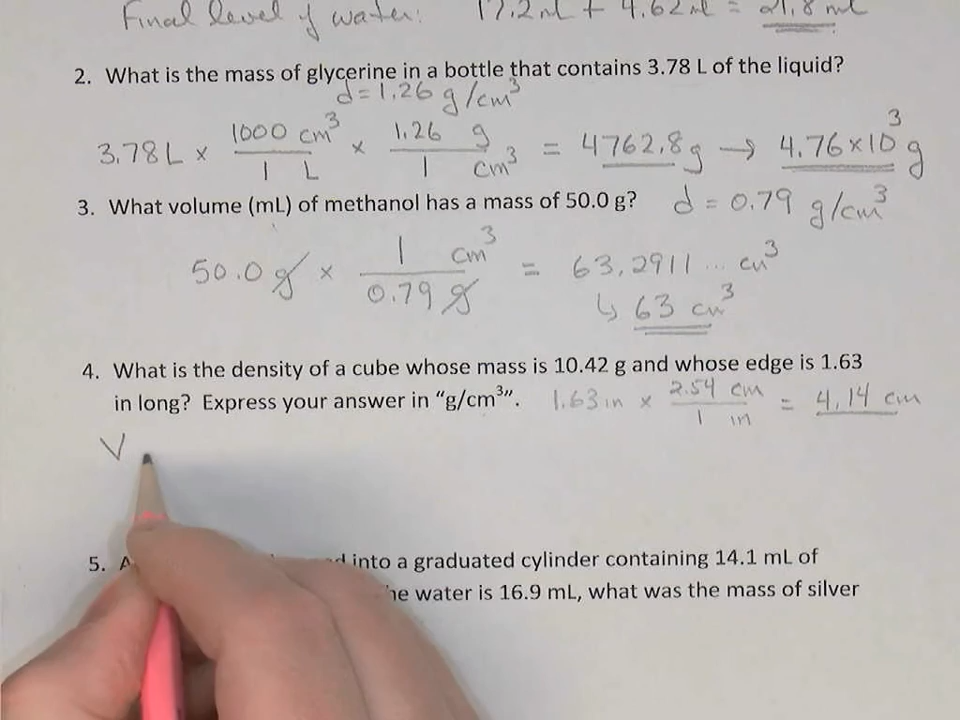 Final level of water: 17.2 mL + 4.62 mL = 21.8 mL
2. What is the mass of glycerine in a bottle that contains 3.78 L of the liquid?
d = 1.26 g/cm³
3.78 L × 1000 cm³ / 1 L × 1.26 g / 1 cm³ = 4762.8 g → 4.76 × 10³ g
3. What volume (mL) of methanol has a mass of 50.0 g? d = 0.79 g/cm³
50.0 g × 1 cm³ / 0.79 g = 63.2911 ... cm³
↳ 63 cm³
4. What is the density of a cube whose mass is 10.42 g and whose edge is 1.63
in long? Express your answer in “g/cm³”. 1.63 in × 2.54 cm / 1 in = 4.14 cm
V
5. A into a graduated cylinder containing 14.1 mL of
water is 16.9 mL, what was the mass of silver